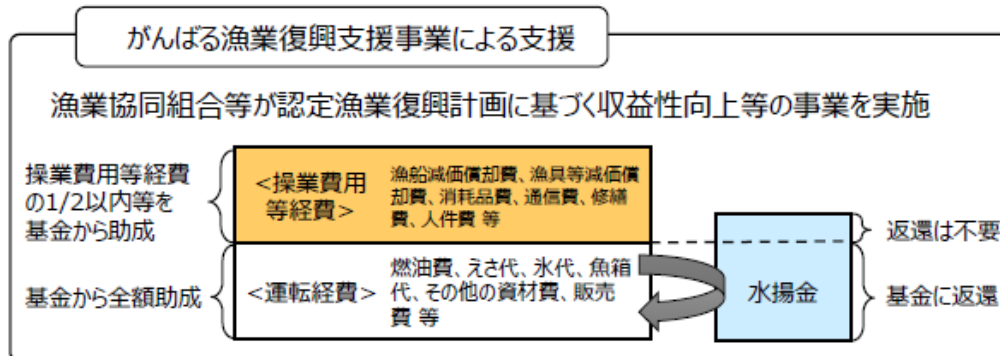 がんばる漁業復興支援事業による支援
漁業協同組合等が認定漁業復興計画に基づく収益性向上等の事業を実施
操業費用等経費
の1/2以内等を
基金から助成
<操業費用
等経費>
漁船減価償却費、漁具等減価償
却費、消耗品費、通信費、修繕
費、人件費 等
返還は不要
基金から全額助成
<運転経費>
燃油費、えさ代、氷代、魚箱
代、その他の資材費、販売
費 等
水揚金
基金に返還